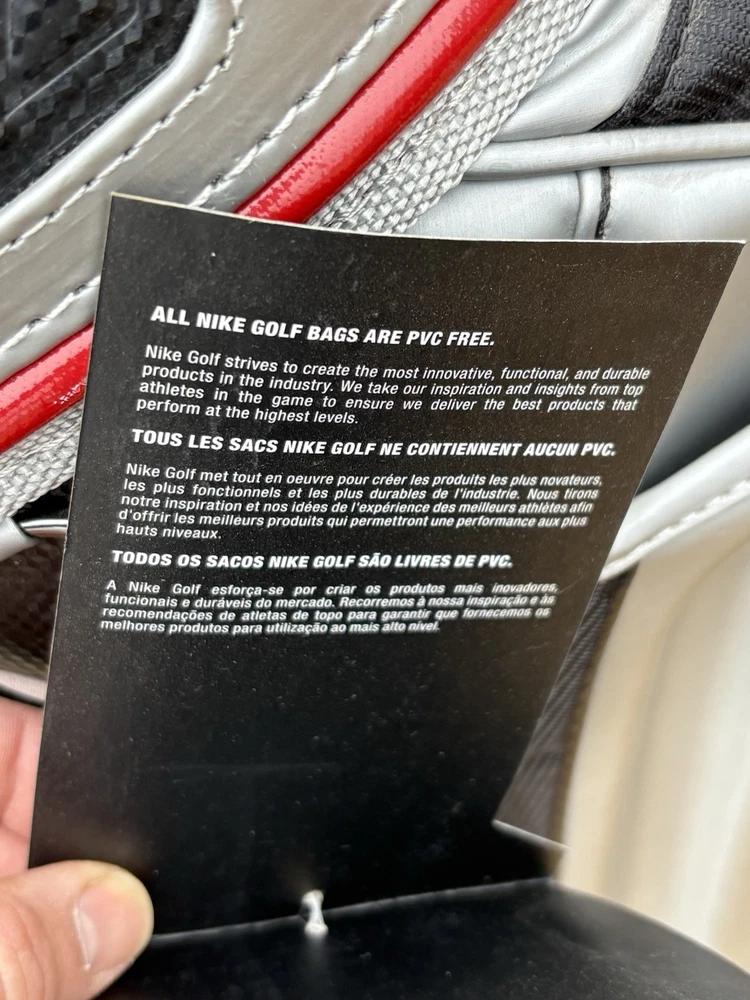 ALL NIKE GOLF BAGS ARE PVC FREE.
Nike Golf strives to create the most innovative, functional, and durable
products in the industry. We take our inspiration and insights from top
athletes in the game to ensure we deliver the best products that
perform at the highest levels.
TOUS LES SACS NIKE GOLF NE CONTIENNENT AUCUN PVC.
Nike Golf met tout en oeuvre pour créer les produits les plus novateurs,
les plus fonctionnels et les plus durables de l'industrie. Nous tirons
notre inspiration et nos idées de l'expérience des meilleurs athlètes afin
d'offrir les meilleurs produits qui permettront une performance aux plus
hauts niveaux.
TODOS OS SACOS NIKE GOLF SÃO LIVRES DE PVC.
A Nike Golf esforça-se por criar os produtos mais inovadores,
funcionais e duráveis do mercado. Recorremos à nossa inspiração e às
recomendações de atletas de topo para garantir que fornecemos os
melhores produtos para utilização ao mais alto nível.